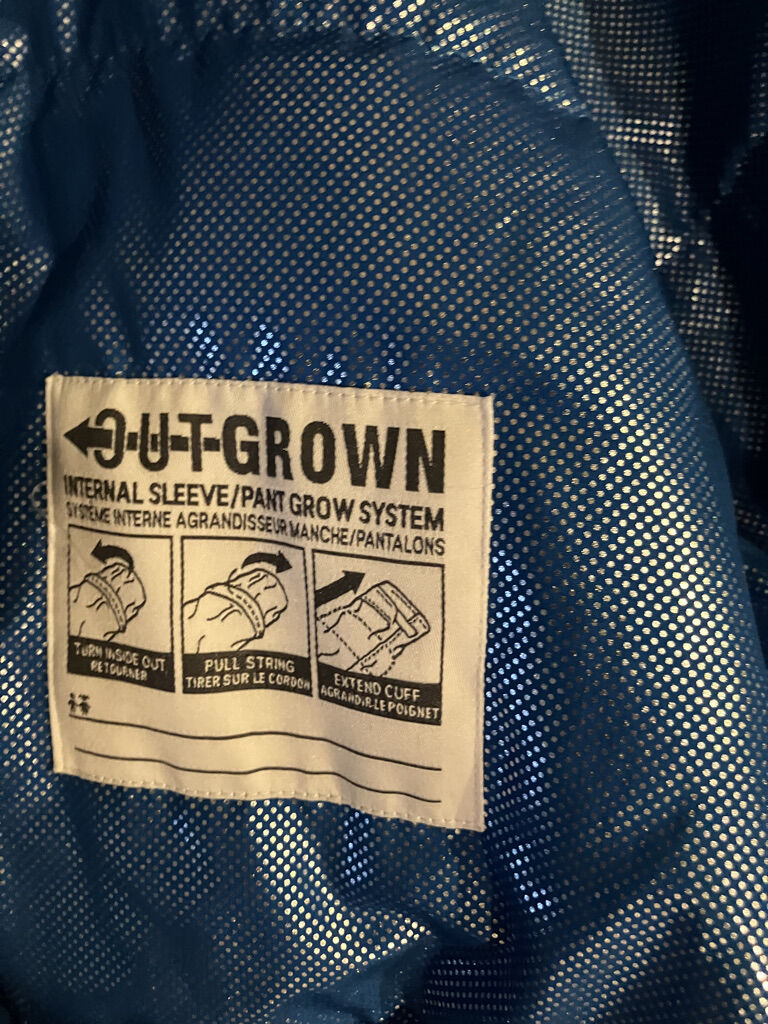 OUTGROWN
INTERNAL SLEEVE/PANT GROW SYSTEM
SYSTÈME INTERNE AGRANDISSEUR MANCHE/PANTALONS
TURN INSIDE OUT
RETOURNER
PULL STRING
TIRER SUR LE CORDON
EXTEND CUFF
AGRANDIR LE POIGNET